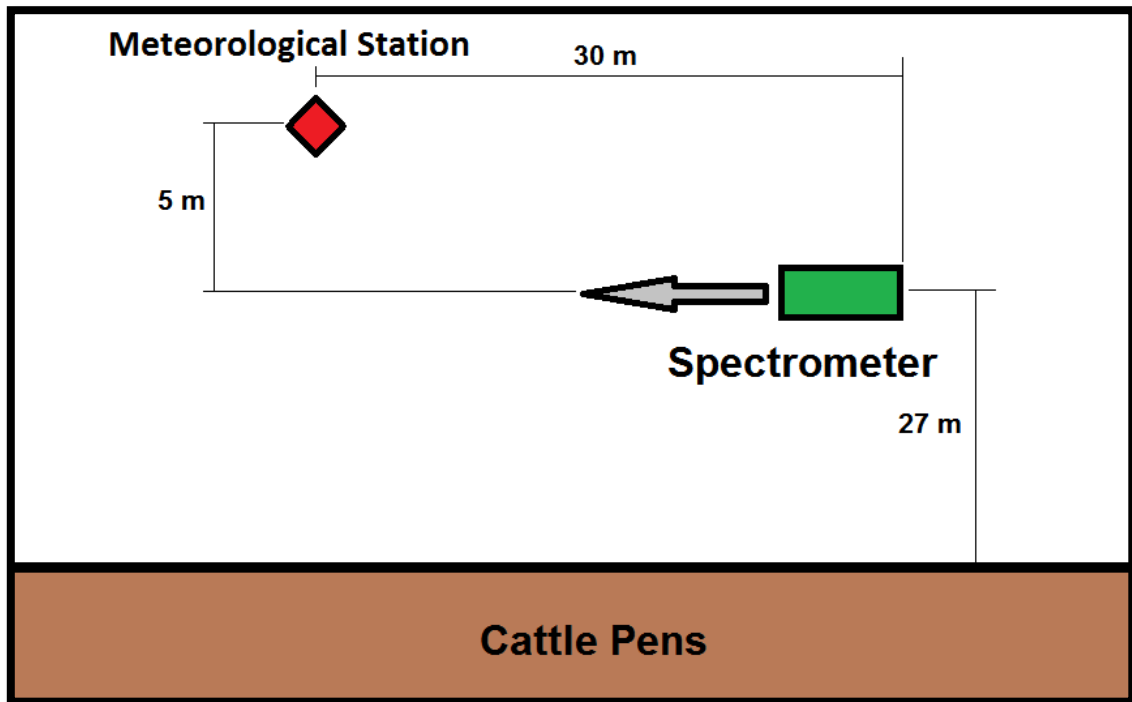 Meteorological Station
30 m
5 m
Spectrometer
27 m
Cattle Pens